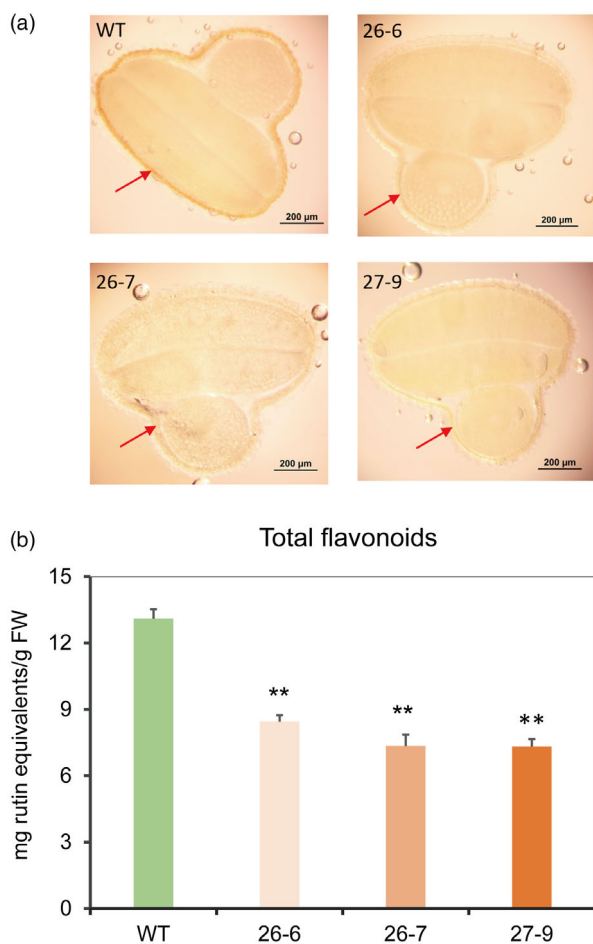 (a)
WT
200 µm
26-6
200 µm
26-7
200 µm
27-9
200 µm
(b)
Total flavonoids
mg rutin equivalents/g FW
15
12
9
6
3
0
**
**
**
WT
26-6
26-7
27-9